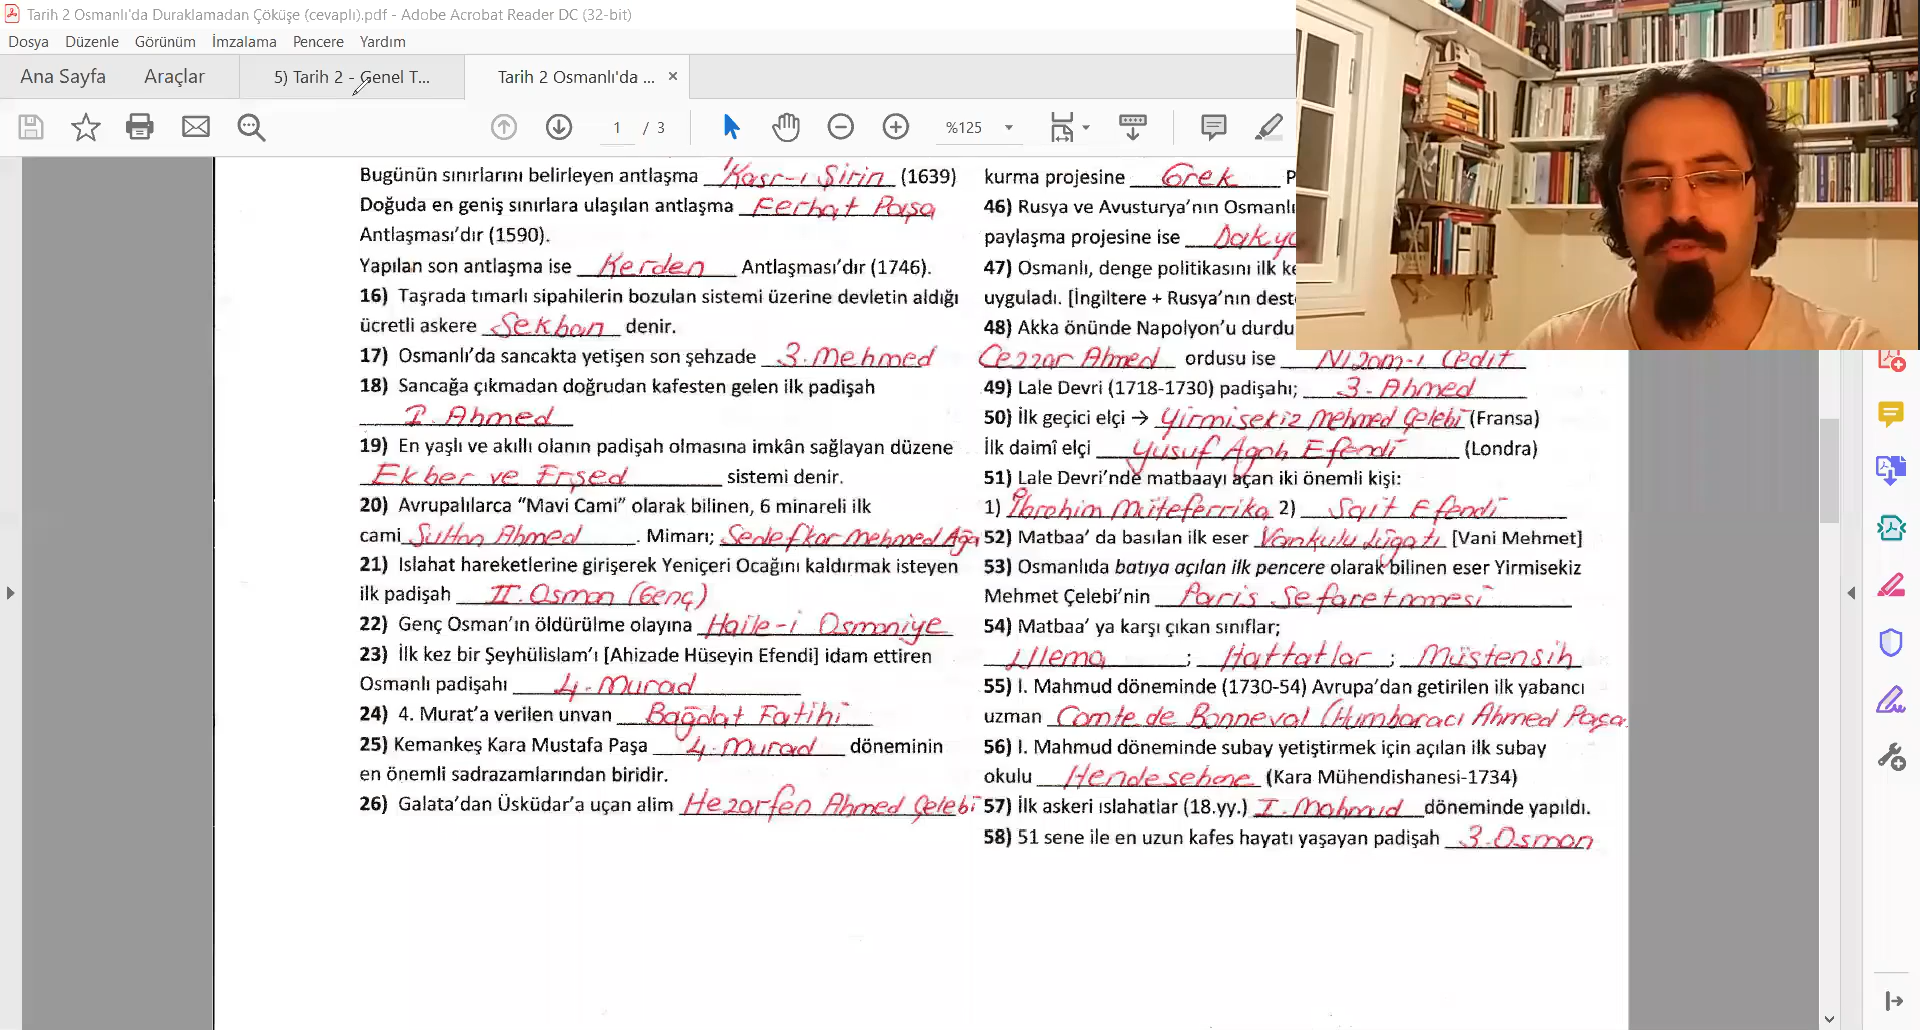 Tarih 2 Osmanlı'da Duraklamadan Çöküşe (cevaplı).pdf - Adobe Acrobat Reader DC (32-bit)
Dosya Düzenle Görünüm İmzalama Pencere Yardım
Ana Sayfa Araçlar 5) Tarih 2 - Genel T... Tarih 2 Osmanlı'da ... ×
1 / 3 %125
Bugünün sınırlarını belirleyen antlaşma Kasr-ı Şirin (1639)
Doğuda en geniş sınırlara ulaşılan antlaşma Ferhat Paşa
Antlaşması'dır (1590).
Yapılan son antlaşma ise Kerden Antlaşması'dır (1746).
16) Taşrada tımarlı sipahilerin bozulan sistemi üzerine devletin aldığı
ücretli askere Sekban denir.
17) Osmanlı'da sancakta yetişen son şehzade 3. Mehmed
18) Sancağa çıkmadan doğrudan kafesten gelen ilk padişah
I. Ahmed
19) En yaşlı ve akıllı olanın padişah olmasına imkân sağlayan düzene
Ekber ve Erşed sistemi denir.
20) Avrupalılarca "Mavi Cami" olarak bilinen, 6 minareli ilk
cami Sultan Ahmed . Mimarı; Sedefkar Mehmed Ağa
21) Islahat hareketlerine girişerek Yeniçeri Ocağını kaldırmak isteyen
ilk padişah II. Osman (Genç)
22) Genç Osman'ın öldürülme olayına Haile-i Osmaniye
23) İlk kez bir Şeyhülislam'ı [Ahizade Hüseyin Efendi] idam ettiren
Osmanlı padişahı 4. Murad
24) 4. Murat'a verilen unvan Bağdat Fatihi
25) Kemankeş Kara Mustafa Paşa 4. Murad döneminin
en önemli sadrazamlarından biridir.
26) Galata'dan Üsküdar'a uçan alim Hezarfen Ahmed Çelebi
kurma projesine Grek P
46) Rusya ve Avusturya'nın Osmanlı
paylaşma projesine ise
47) Osmanlı, denge politikasını ilk ke
uyguladı. [İngiltere + Rusya'nın dest
48) Akka önünde Napolyon'u durdu
Cezzar Ahmed ordusu ise Nizam-ı Cedit
49) Lale Devri (1718-1730) padişahı; 3. Ahmed
50) İlk geçici elçi → Yirmisekiz Mehmed Çelebi (Fransa)
İlk daimî elçi Yusuf Agah Efendi (Londra)
51) Lale Devri'nde matbaayı açan iki önemli kişi:
1) İbrahim Müteferrika 2) Sait Efendi
52) Matbaa' da basılan ilk eser Vankulu Lügatı [Vani Mehmet]
53) Osmanlıda batıya açılan ilk pencere olarak bilinen eser Yirmisekiz
Mehmet Çelebi'nin Paris Sefaretnamesi
54) Matbaa' ya karşı çıkan sınıflar;
Ulema ; Hattatlar ; Müstensih
55) I. Mahmud döneminde (1730-54) Avrupa'dan getirilen ilk yabancı
uzman Comte de Bonneval (Humbaracı Ahmed Paşa
56) I. Mahmud döneminde subay yetiştirmek için açılan ilk subay
okulu Hendesehane (Kara Mühendishanesi-1734)
57) İlk askeri ıslahatlar (18.yy.) I. Mahmud döneminde yapıldı.
58) 51 sene ile en uzun kafes hayatı yaşayan padişah 3. Osman